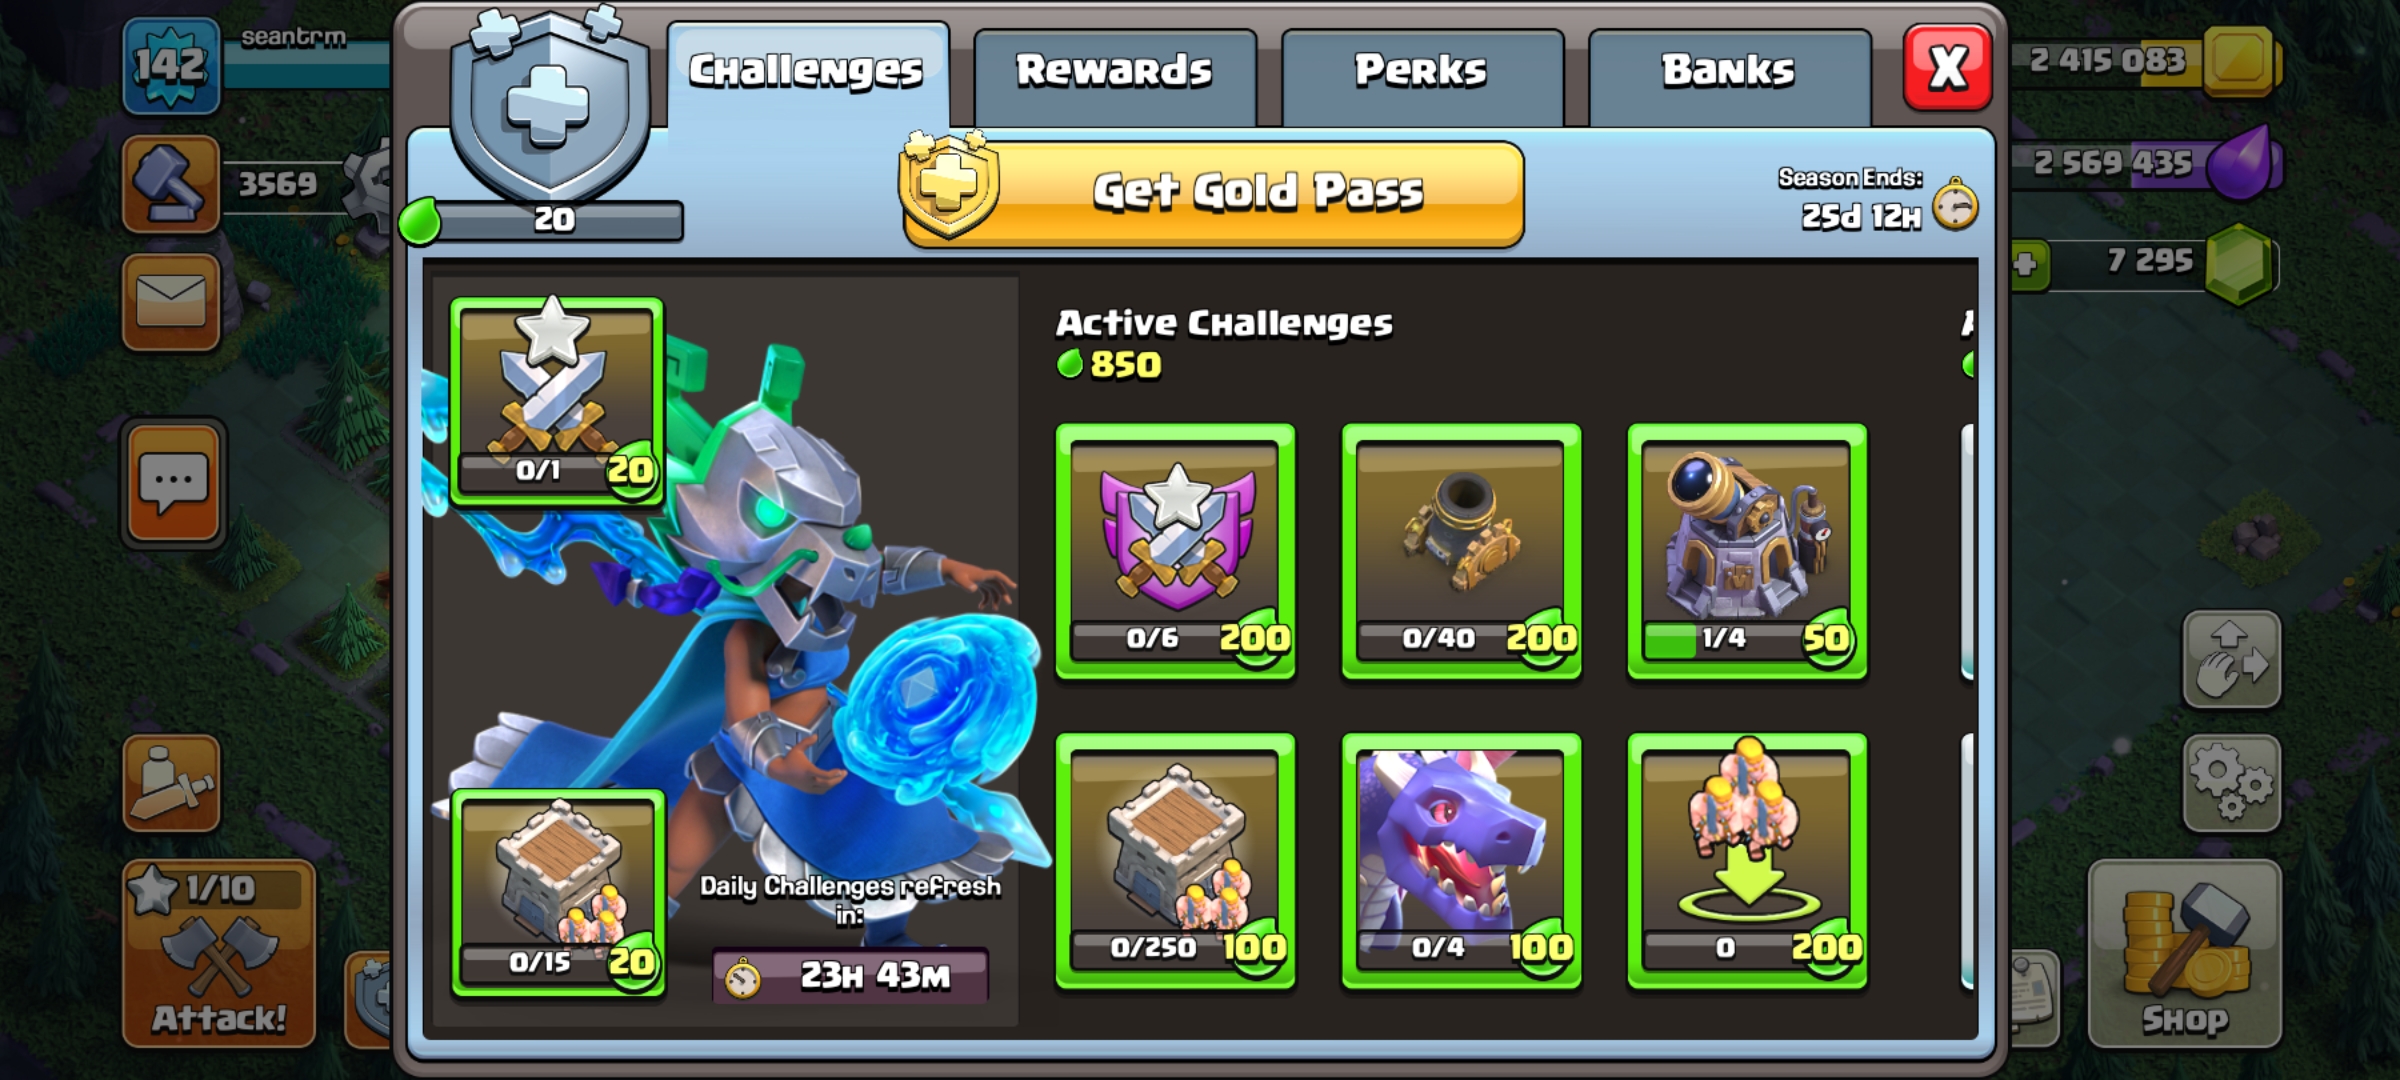 142
seantrm
Challenges
Rewards
Perks
Banks
X
2 415 083
3569
20
Get Gold Pass
Season Ends:
25d 12H
2 569 435
7 295
0/1
20
Active Challenges
850
0/6
200
0/40
200
1/4
50
0/15
20
Daily Challenges refresh
in:
23H 43M
0/250
100
0/4
100
0
200
1/10
Attack!
Shop